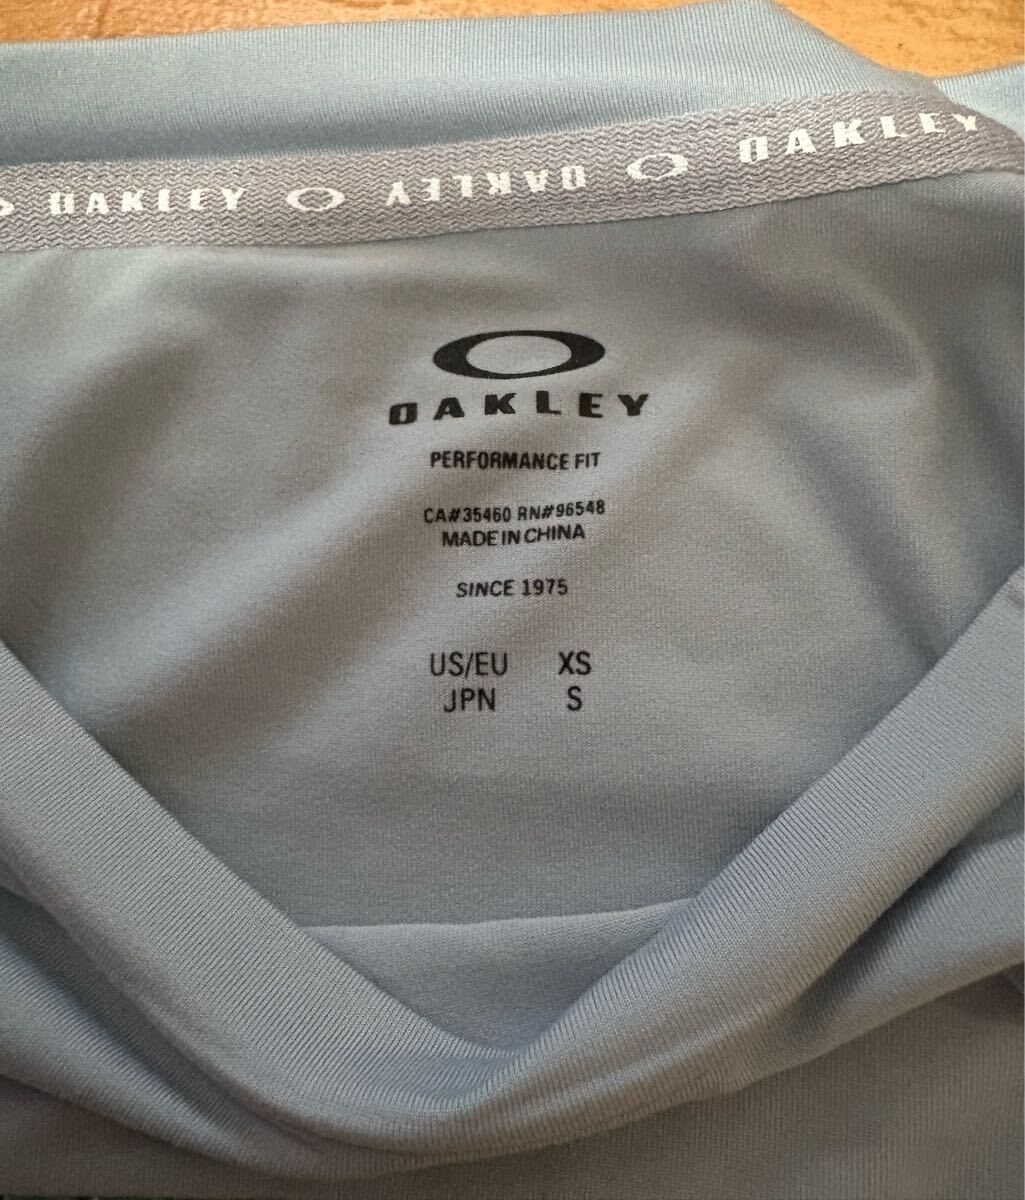 OAKLEY OAKLEY OAKLEY
OAKLEY
PERFORMANCE FIT
CA#35460 RN#96548
MADE IN CHINA
SINCE 1975
US/EU XS
JPN S